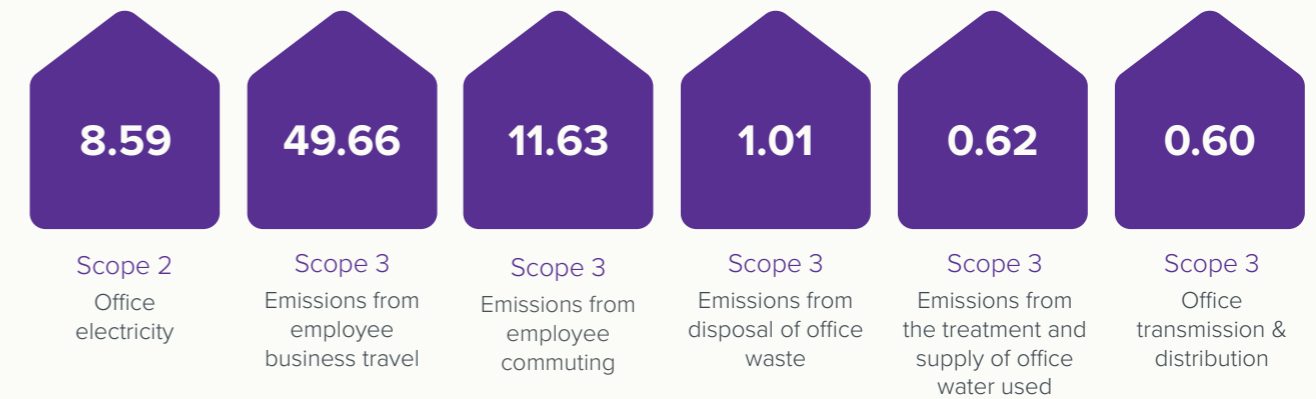 8.59
49.66
11.63
1.01
0.62
0.60
Scope 2
Office
electricity
Scope 3
Emissions from
employee
business travel
Scope 3
Emissions from
employee
commuting
Scope 3
Emissions from
disposal of office
waste
Scope 3
Emissions from
the treatment and
supply of office
water used
Scope 3
Office
transmission &
distribution